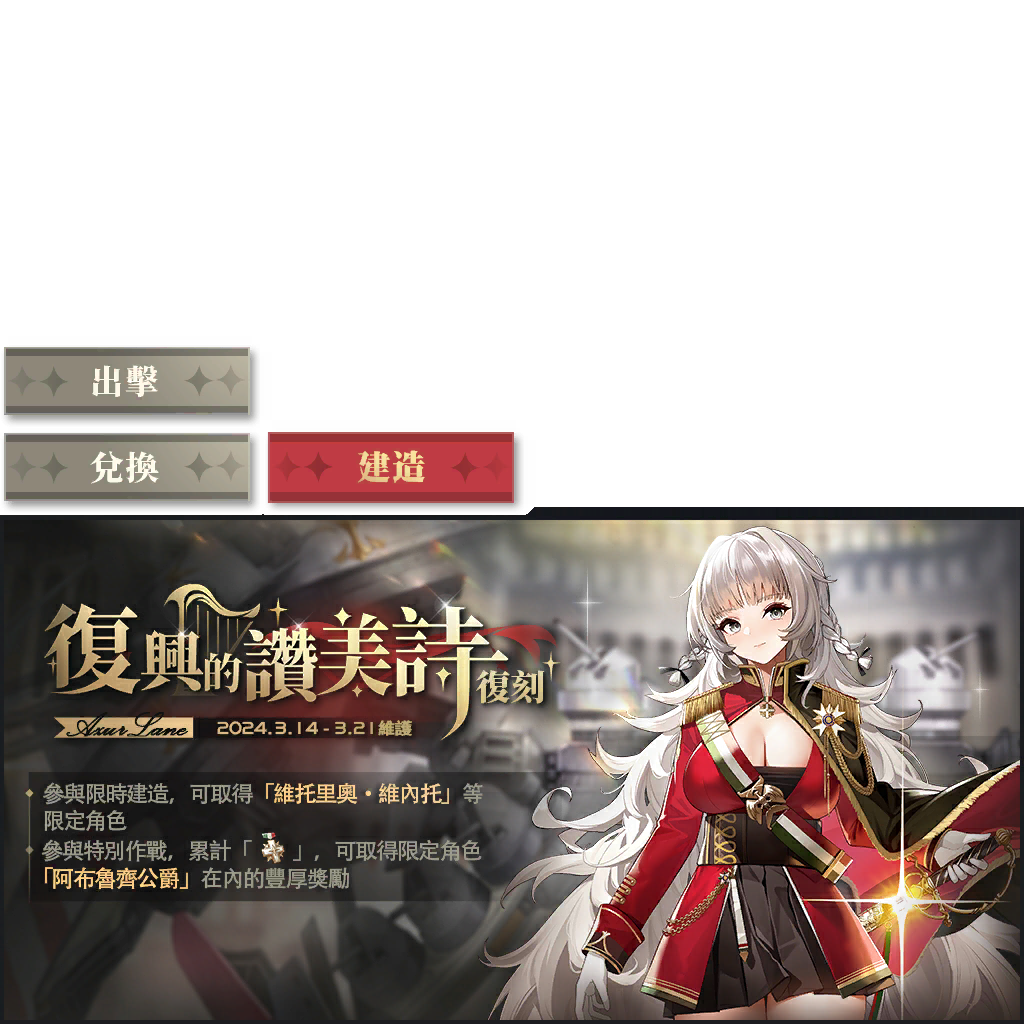 出擊
兌換
建造
復興的讚美詩復刻
Azur Lane
2024.3.14 - 3.21維護
參與限時建造，可取得「維托里奧・維內托」等
限定角色
參與特別作戰，累計「 」，可取得限定角色
「阿布魯齊公爵」在內的豐厚獎勵